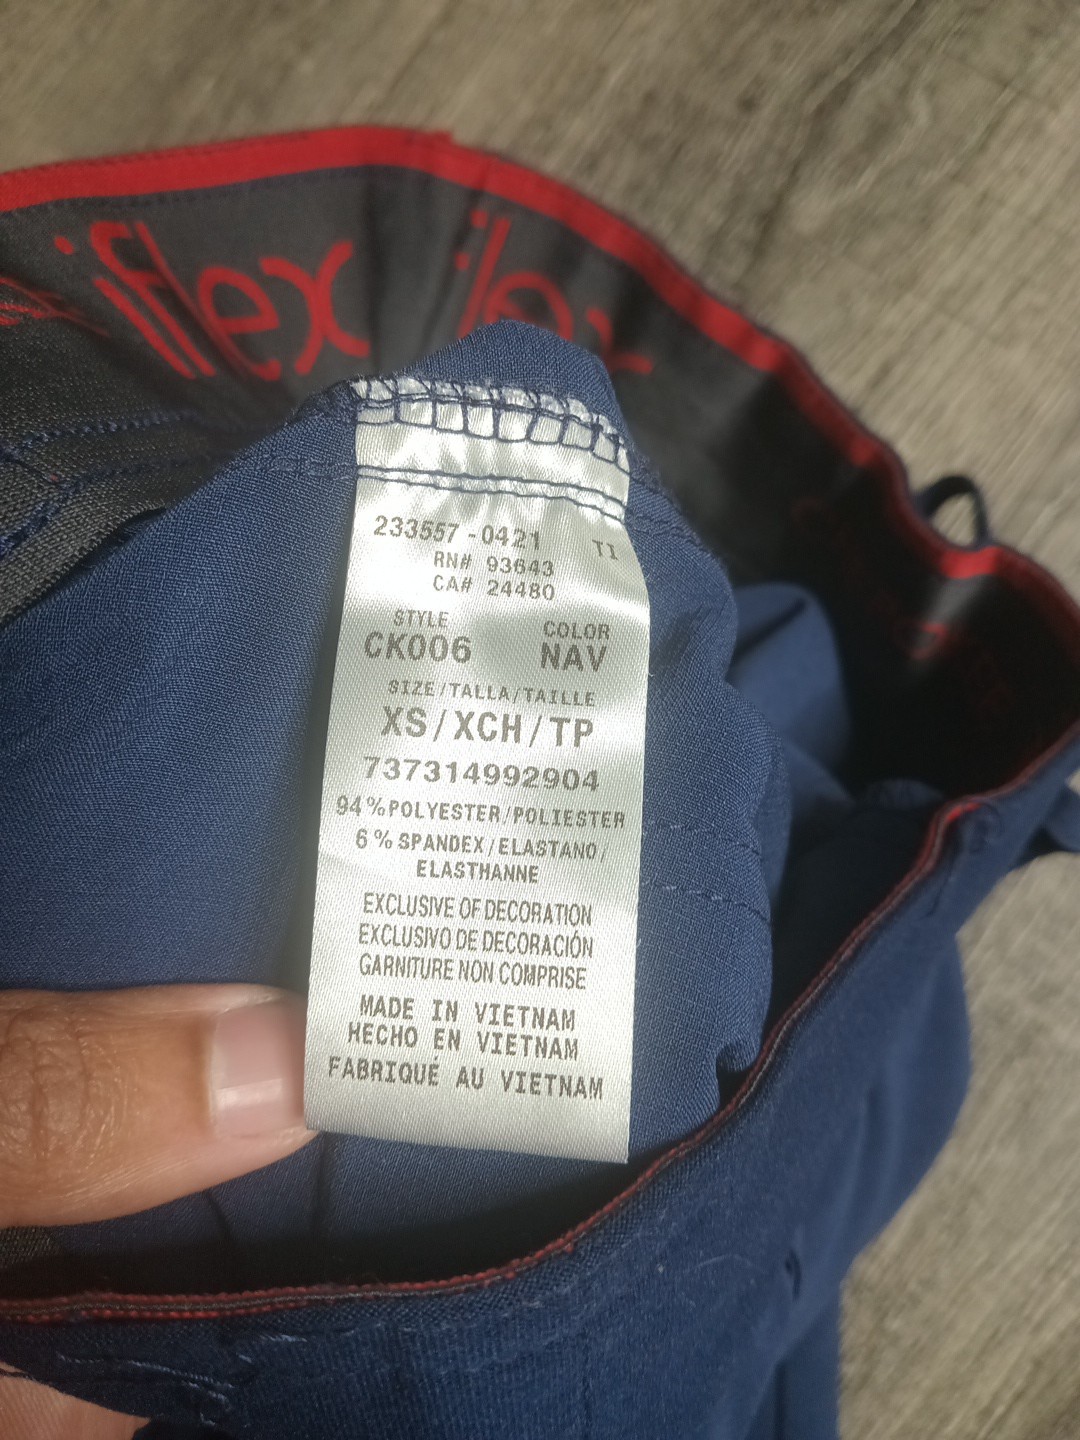 iflex
233557-0421 TI
RN# 93643
CA# 24480
STYLE COLOR
CK006 NAV
SIZE/TALLA/TAILLE
XS/XCH/TP
737314992904
94%POLYESTER/POLIESTER
6% SPANDEX/ELASTANO/
ELASTHANNE
EXCLUSIVE OF DECORATION
EXCLUSIVO DE DECORACIÓN
GARNITURE NON COMPRISE
MADE IN VIETNAM
HECHO EN VIETNAM
FABRIQUÉ AU VIETNAM